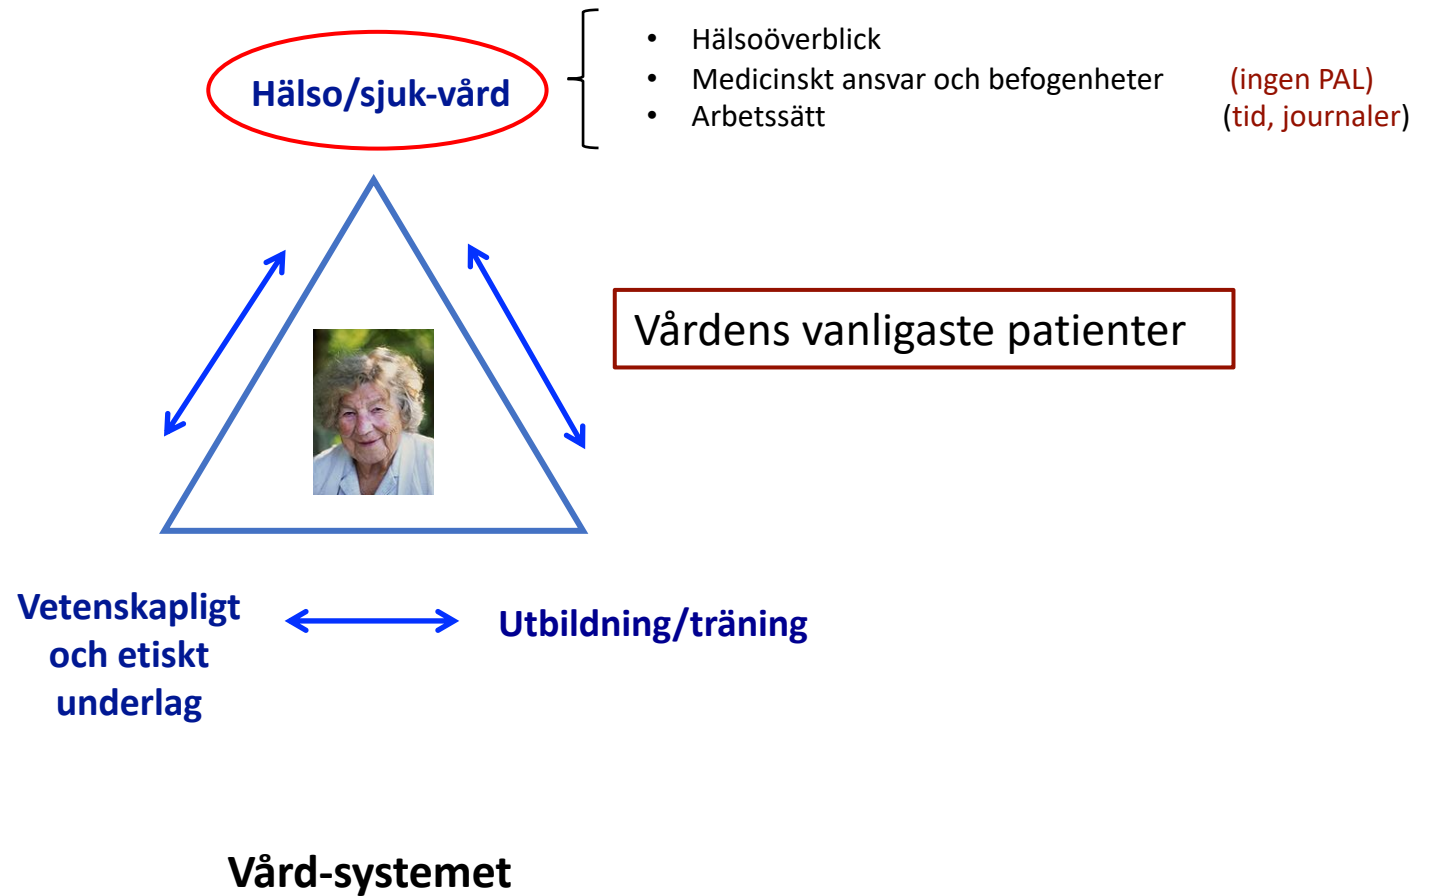 • Hälsoöverblick
Hälso/sjuk-vård
• Medicinskt ansvar och befogenheter (ingen PAL)
• Arbetssätt (tid, journaler)
Vårdens vanligaste patienter
Vetenskapligt
och etiskt
underlag
Utbildning/träning
Vård-systemet